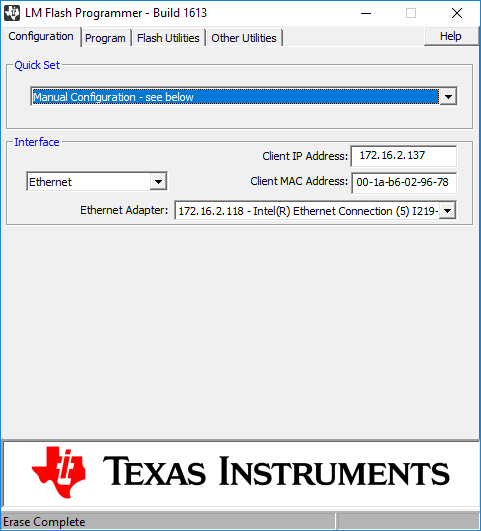 LM Flash Programmer - Build 1613
Configuration Program Flash Utilities Other Utilities Help
Quick Set
Manual Configuration - see below
Interface
Client IP Address: 172.16.2.137
Ethernet Client MAC Address: 00-1a-b6-02-96-78
Ethernet Adapter: 172.16.2.118 - Intel(R) Ethernet Connection (5) I219-
TEXAS INSTRUMENTS
Erase Complete